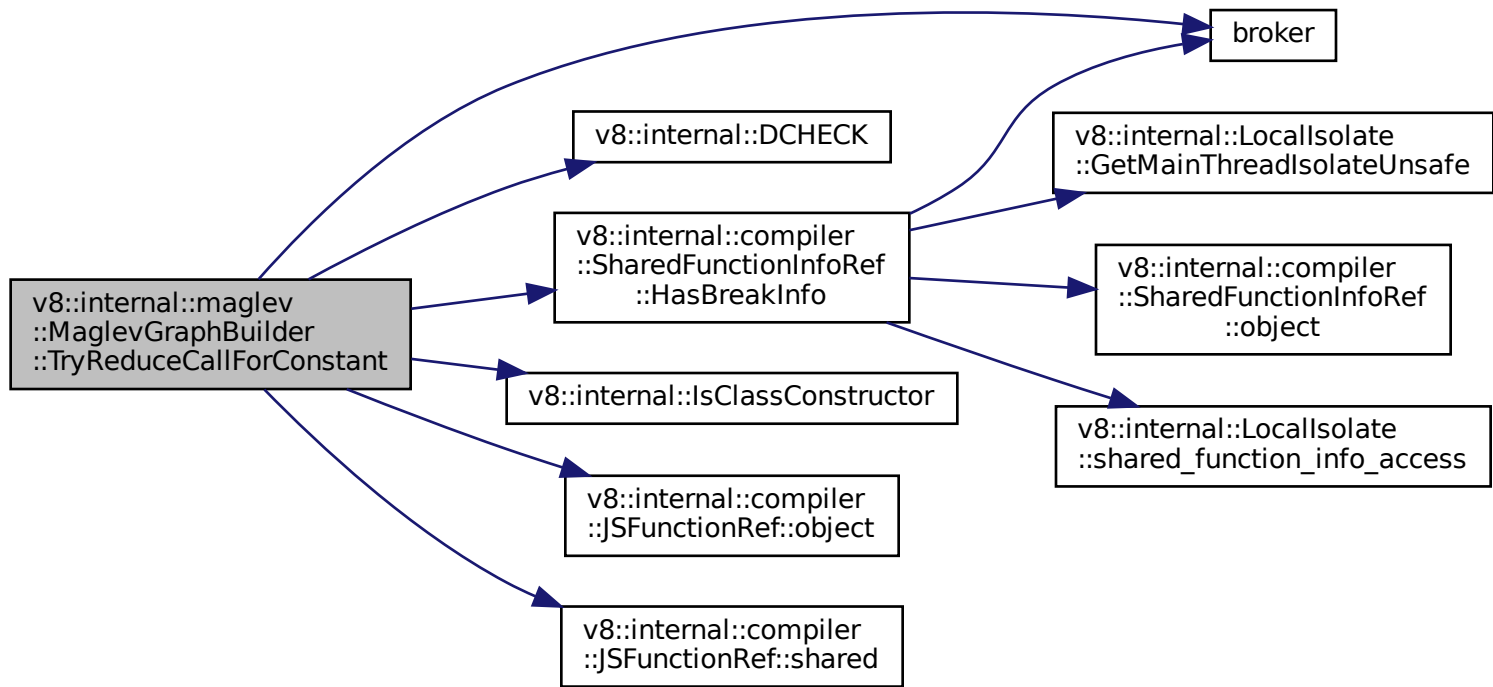 v8::internal::maglev
::MaglevGraphBuilder
::TryReduceCallForConstant
broker
v8::internal::DCHECK
v8::internal::compiler
::SharedFunctionInfoRef
::HasBreakInfo
v8::internal::LocalIsolate
::GetMainThreadIsolateUnsafe
v8::internal::compiler
::SharedFunctionInfoRef
::object
v8::internal::LocalIsolate
::shared_function_info_access
v8::internal::IsClassConstructor
v8::internal::compiler
::JSFunctionRef::object
v8::internal::compiler
::JSFunctionRef::shared